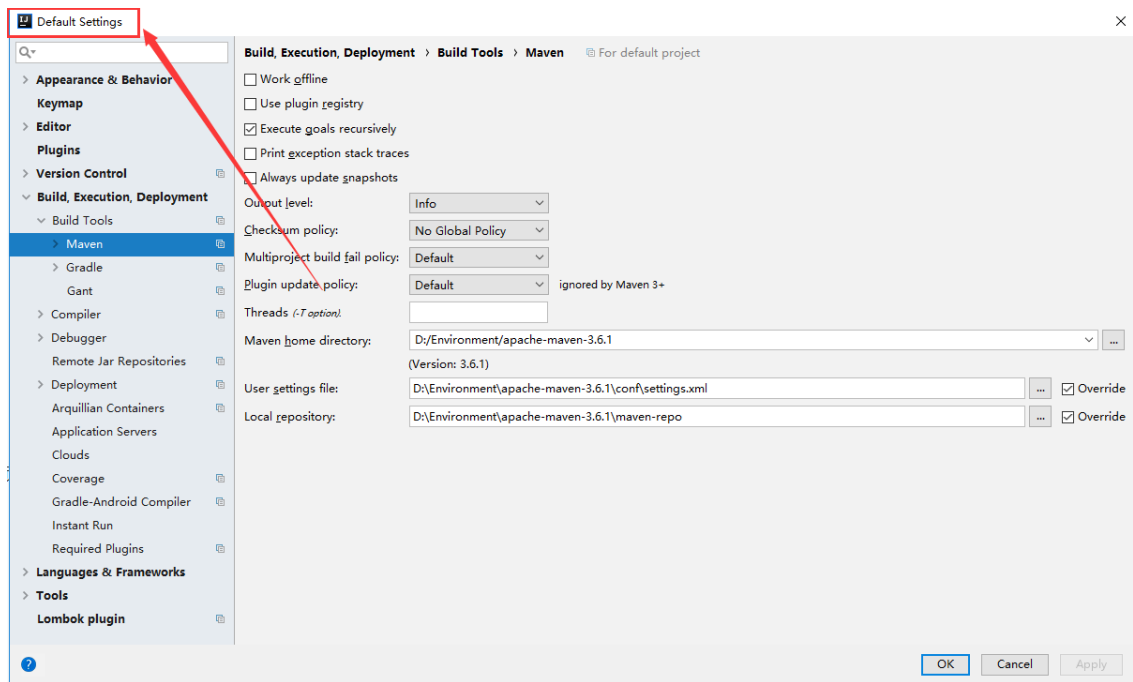 Default Settings
Appearance & Behavior
Keymap
Editor
Plugins
Version Control
Build, Execution, Deployment
Build Tools
Maven
Gradle
Gant
Compiler
Debugger
Remote Jar Repositories
Deployment
Arquillian Containers
Application Servers
Clouds
Coverage
Gradle-Android Compiler
Instant Run
Required Plugins
Languages & Frameworks
Tools
Lombok plugin
Build, Execution, Deployment › Build Tools › Maven For default project
Work offline
Use plugin registry
Execute goals recursively
Print exception stack traces
Always update snapshots
Output level: Info
Checksum policy: No Global Policy
Multiproject build fail policy: Default
Plugin update policy: Default ignored by Maven 3+
Threads (-T option).
Maven home directory: D:/Environment/apache-maven-3.6.1 ...
(Version: 3.6.1)
User settings file: D:\Environment\apache-maven-3.6.1\conf\settings.xml ... Override
Local repository: D:\Environment\apache-maven-3.6.1\maven-repo ... Override
? OK Cancel Apply